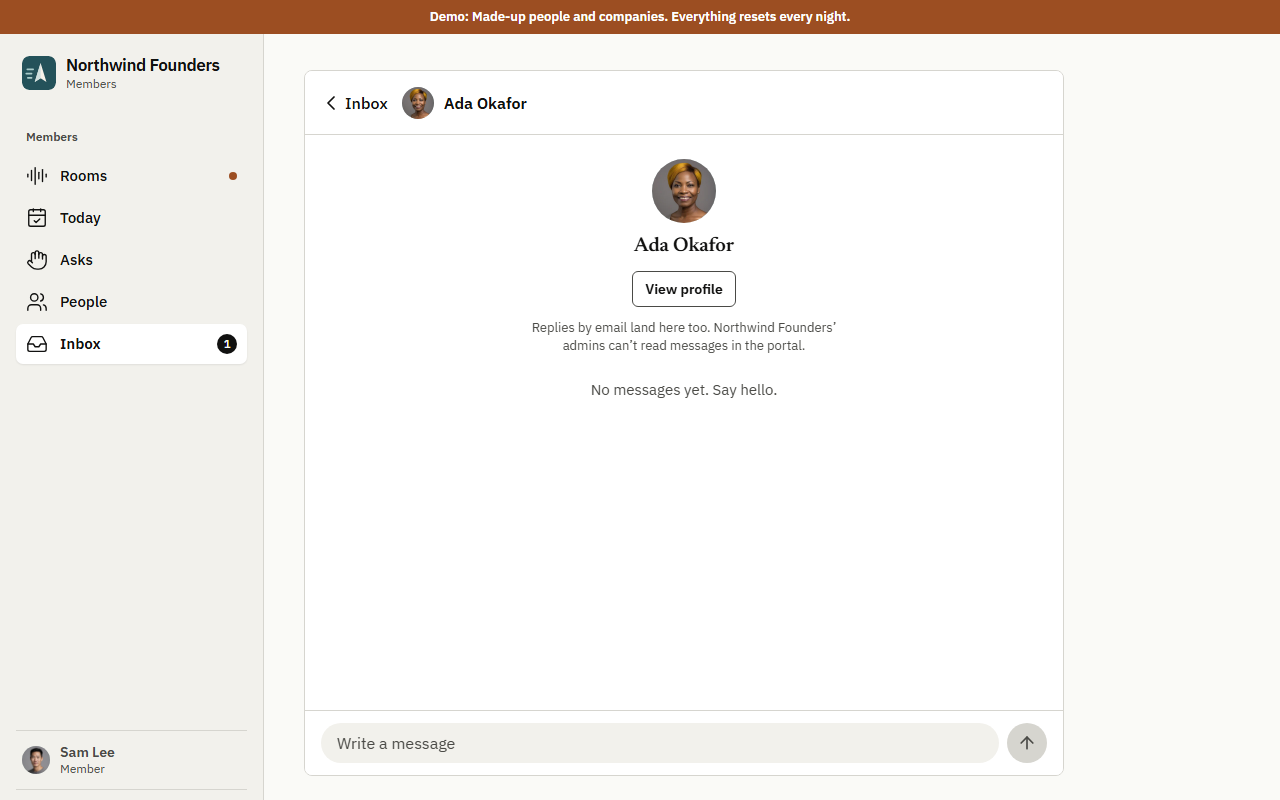 Demo: Made-up people and companies. Everything resets every night.
Northwind Founders
Members
Members
Rooms
Today
Asks
People
Inbox
1
Sam Lee
Member
Inbox
Ada Okafor
Ada Okafor
View profile
Replies by email land here too. Northwind Founders’
admins can’t read messages in the portal.
No messages yet. Say hello.
Write a message